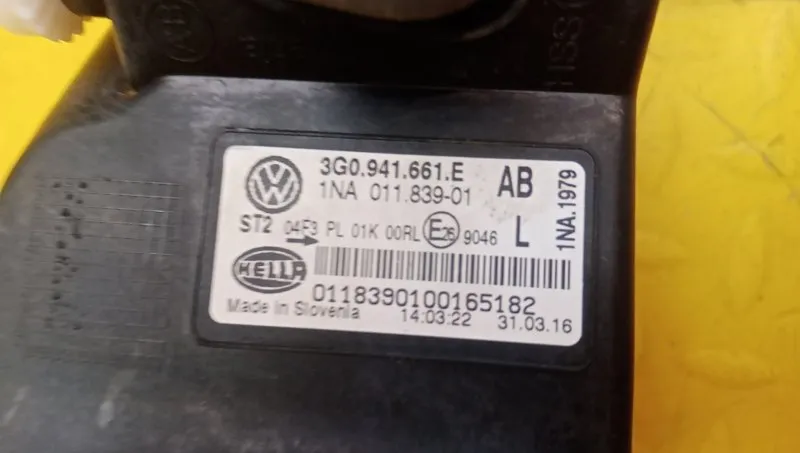 3G0.941.661.E AB
1NA 011.839-01
ST2 04F3 PL 01K 00RL E26 9046 L
1NA.1979
HELLA
0118390100165182
Made in Slovenia 14:03:22 31.03.16